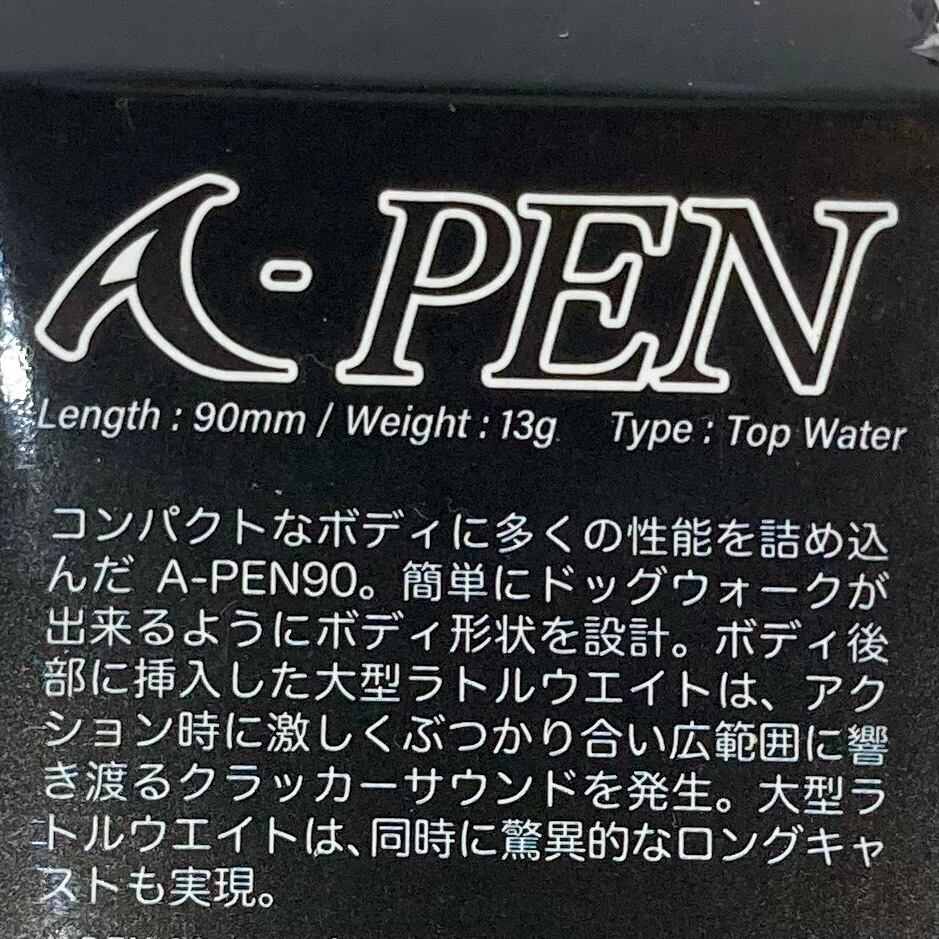 A-PEN
Length : 90mm / Weight : 13g Type : Top Water
コンパクトなボディに多くの性能を詰め込
んだ A-PEN90。簡単にドッグウォークが
出来るようにボディ形状を設計。ボディ後
部に挿入した大型ラトルウエイトは、アク
ション時に激しくぶつかり合い広範囲に響
き渡るクラッカーサウンドを発生。大型ラ
トルウエイトは、同時に驚異的なロングキャ
ストも実現。